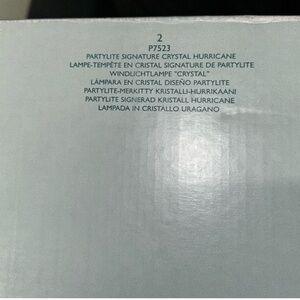 2
P7523
PARTYLITE SIGNATURE CRYSTAL HURRICANE
LAMPE-TEMPÊTE EN CRISTAL SIGNATURE DE PARTYLITE
WINDLICHTLAMPE "CRYSTAL"
LÁMPARA EN CRISTAL DISEÑO PARTYLITE
PARTYLITE-MERKITTY KRISTALLI-HURRIKAANI
PARTYLITE SIGNERAD KRISTALL HURRICANE
LAMPADA IN CRISTALLO URAGANO